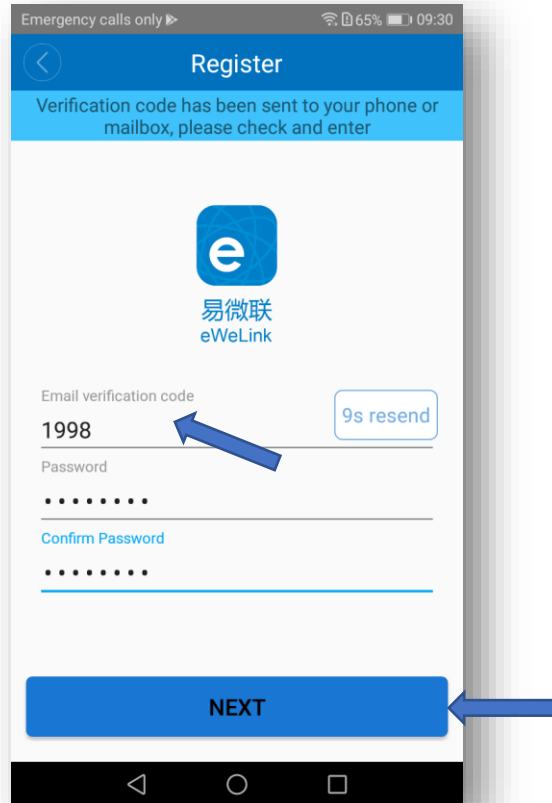 Emergency calls only 65% 09:30
Register
Verification code has been sent to your phone or
mailbox, please check and enter
e
易微联
eWeLink
Email verification code
1998
9s resend
Password
••••••••
Confirm Password
••••••••
NEXT